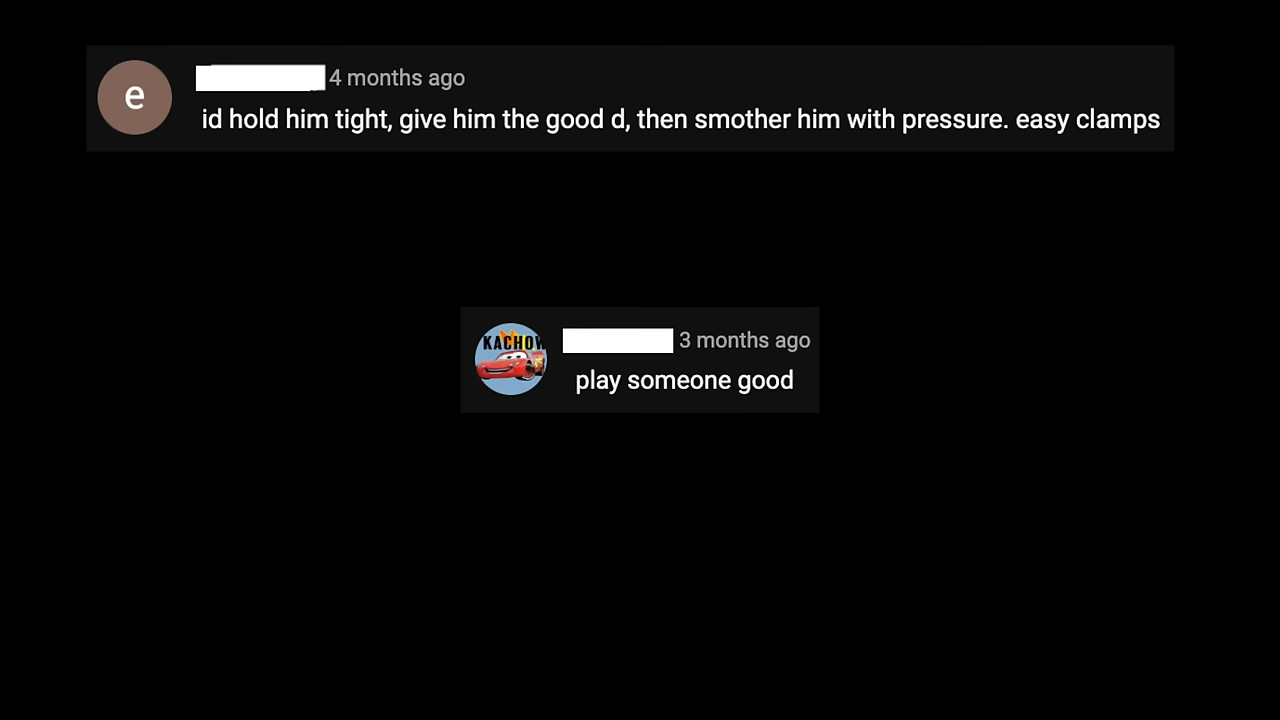 e
4 months ago
id hold him tight, give him the good d, then smother him with pressure. easy clamps
KACHOW
3 months ago
play someone good